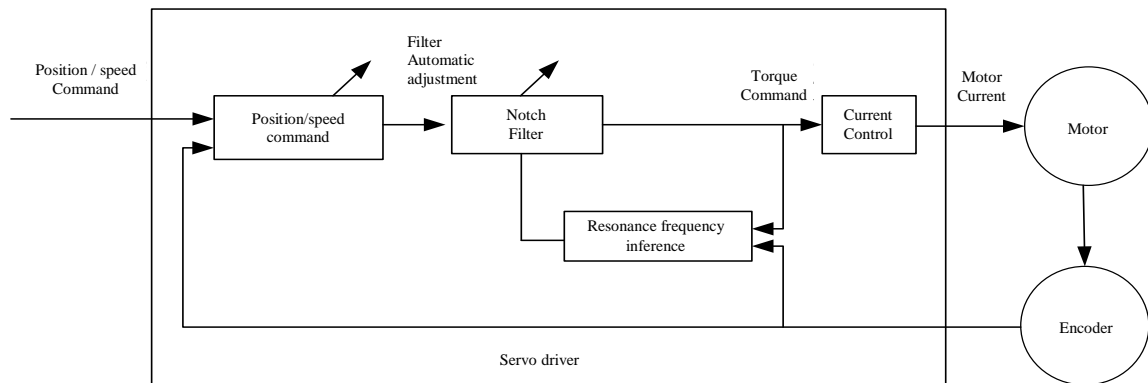 Position / speed
Command
Filter
Automatic
adjustment
Torque
Command
Motor
Current
Position/speed
command
Notch
Filter
Current
Control
Motor
Resonance frequency
inference
Encoder
Servo driver